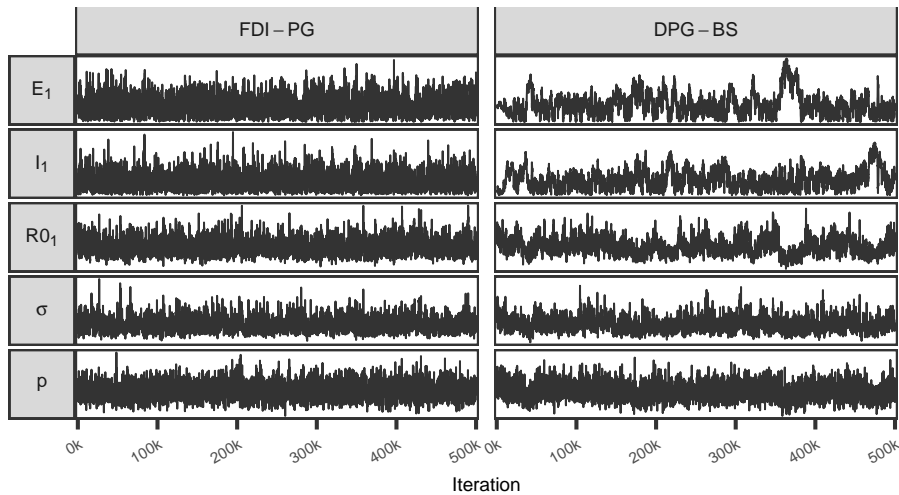 FDI – PG DPG – BS
E₁
I₁
R0₁
σ
p
0k 100k 200k 300k 400k 500k 0k 100k 200k 300k 400k 500k
Iteration